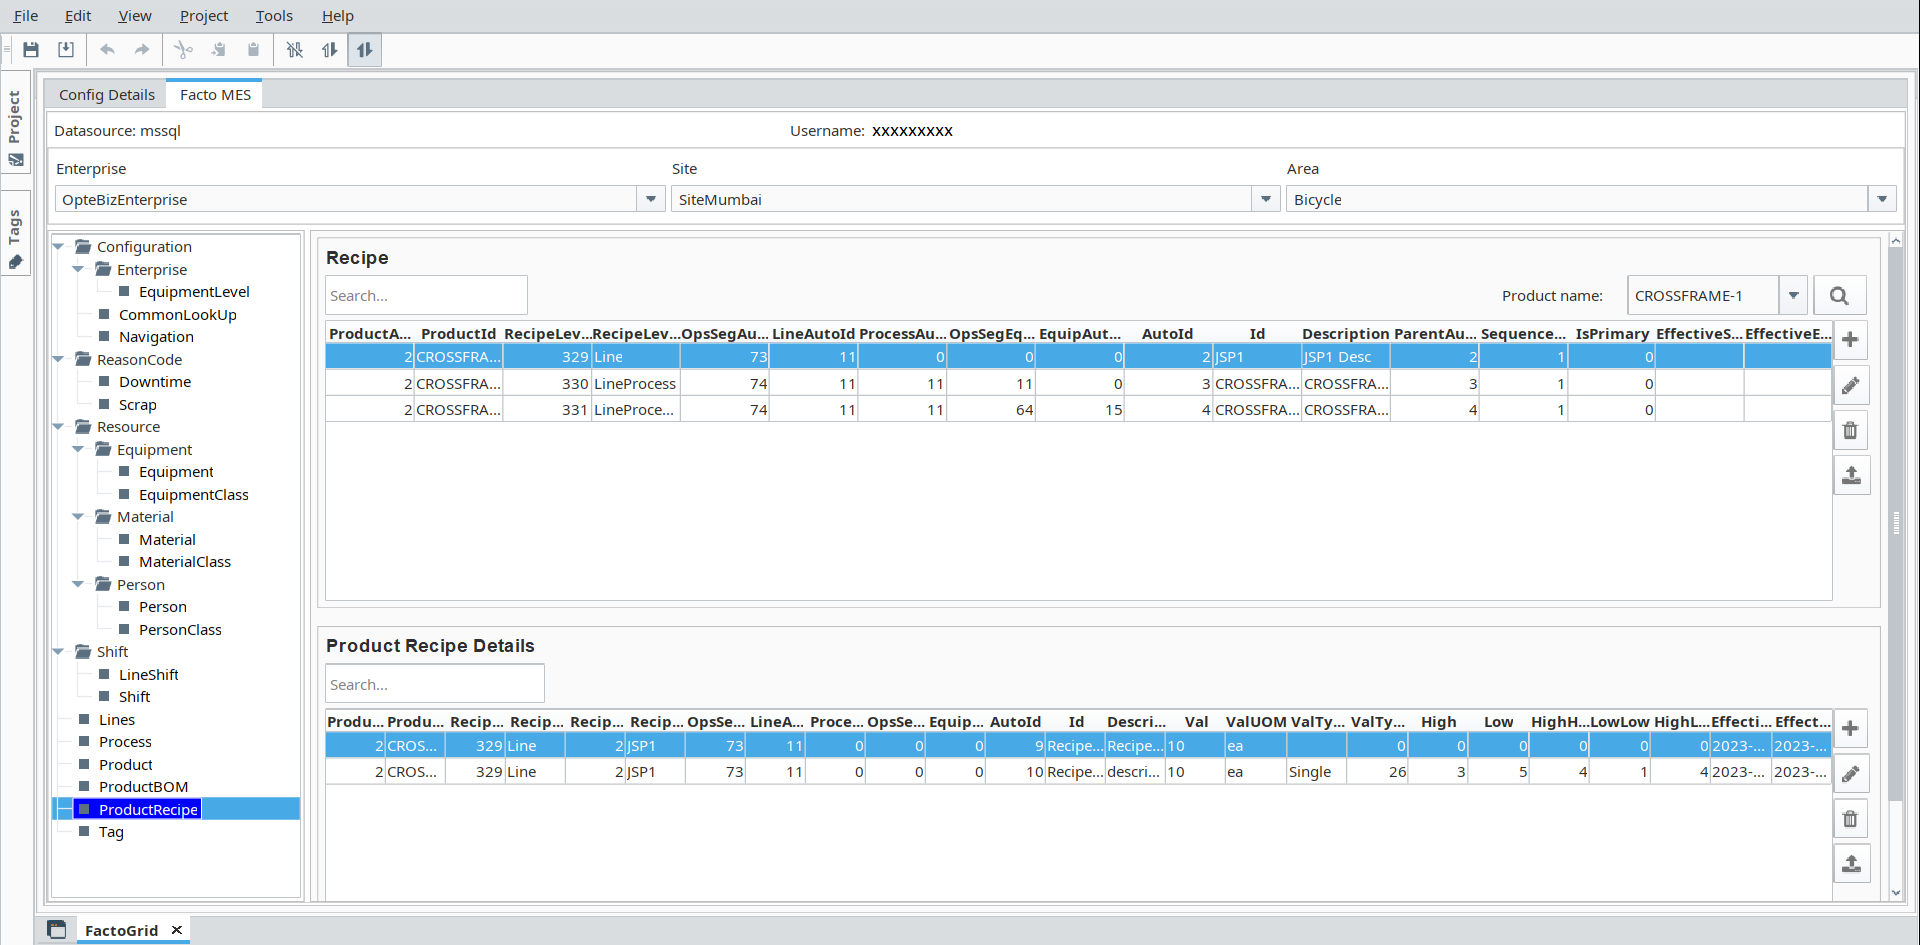 File Edit View Project Tools Help
Project
Tags
Config Details Facto MES
Datasource: mssql Username: xxxxxxxxx
Enterprise Site Area
OpteBizEnterprise SiteMumbai Bicycle
Configuration
Enterprise
EquipmentLevel
CommonLookUp
Navigation
ReasonCode
Downtime
Scrap
Resource
Equipment
Equipment
EquipmentClass
Material
Material
MaterialClass
Person
Person
PersonClass
Shift
LineShift
Shift
Lines
Process
Product
ProductBOM
ProductRecipe
Tag
Recipe
Search... Product name: CROSSFRAME-1
ProductA... ProductId RecipeLev... RecipeLev... OpsSegAu... LineAutoId ProcessAu... OpsSegEq... EquipAut... AutoId Id Description ParentAu... Sequence... IsPrimary EffectiveS... EffectiveE...
2 CROSSFRA... 329 Line 73 11 0 0 0 2 JSP1 JSP1 Desc 2 1 0
2 CROSSFRA... 330 LineProcess 74 11 11 11 0 3 CROSSFRA... CROSSFRA... 3 1 0
2 CROSSFRA... 331 LineProce... 74 11 11 64 15 4 CROSSFRA... CROSSFRA... 4 1 0
Product Recipe Details
Search...
Produ... Produ... Recip... Recip... Recip... Recip... OpsSe... LineA... Proce... OpsSe... Equip... AutoId Id Descri... Val ValUOM ValTy... ValTy... High Low HighH... LowLow HighL... Effecti... Effect...
2 CROS... 329 Line 2 JSP1 73 11 0 0 0 9 Recipe... Recipe... 10 ea 0 0 0 0 0 0 2023-... 2023-...
2 CROS... 329 Line 2 JSP1 73 11 0 0 0 10 Recipe... descri... 10 ea Single 26 3 5 4 1 4 2023-... 2023-...
FactoGrid